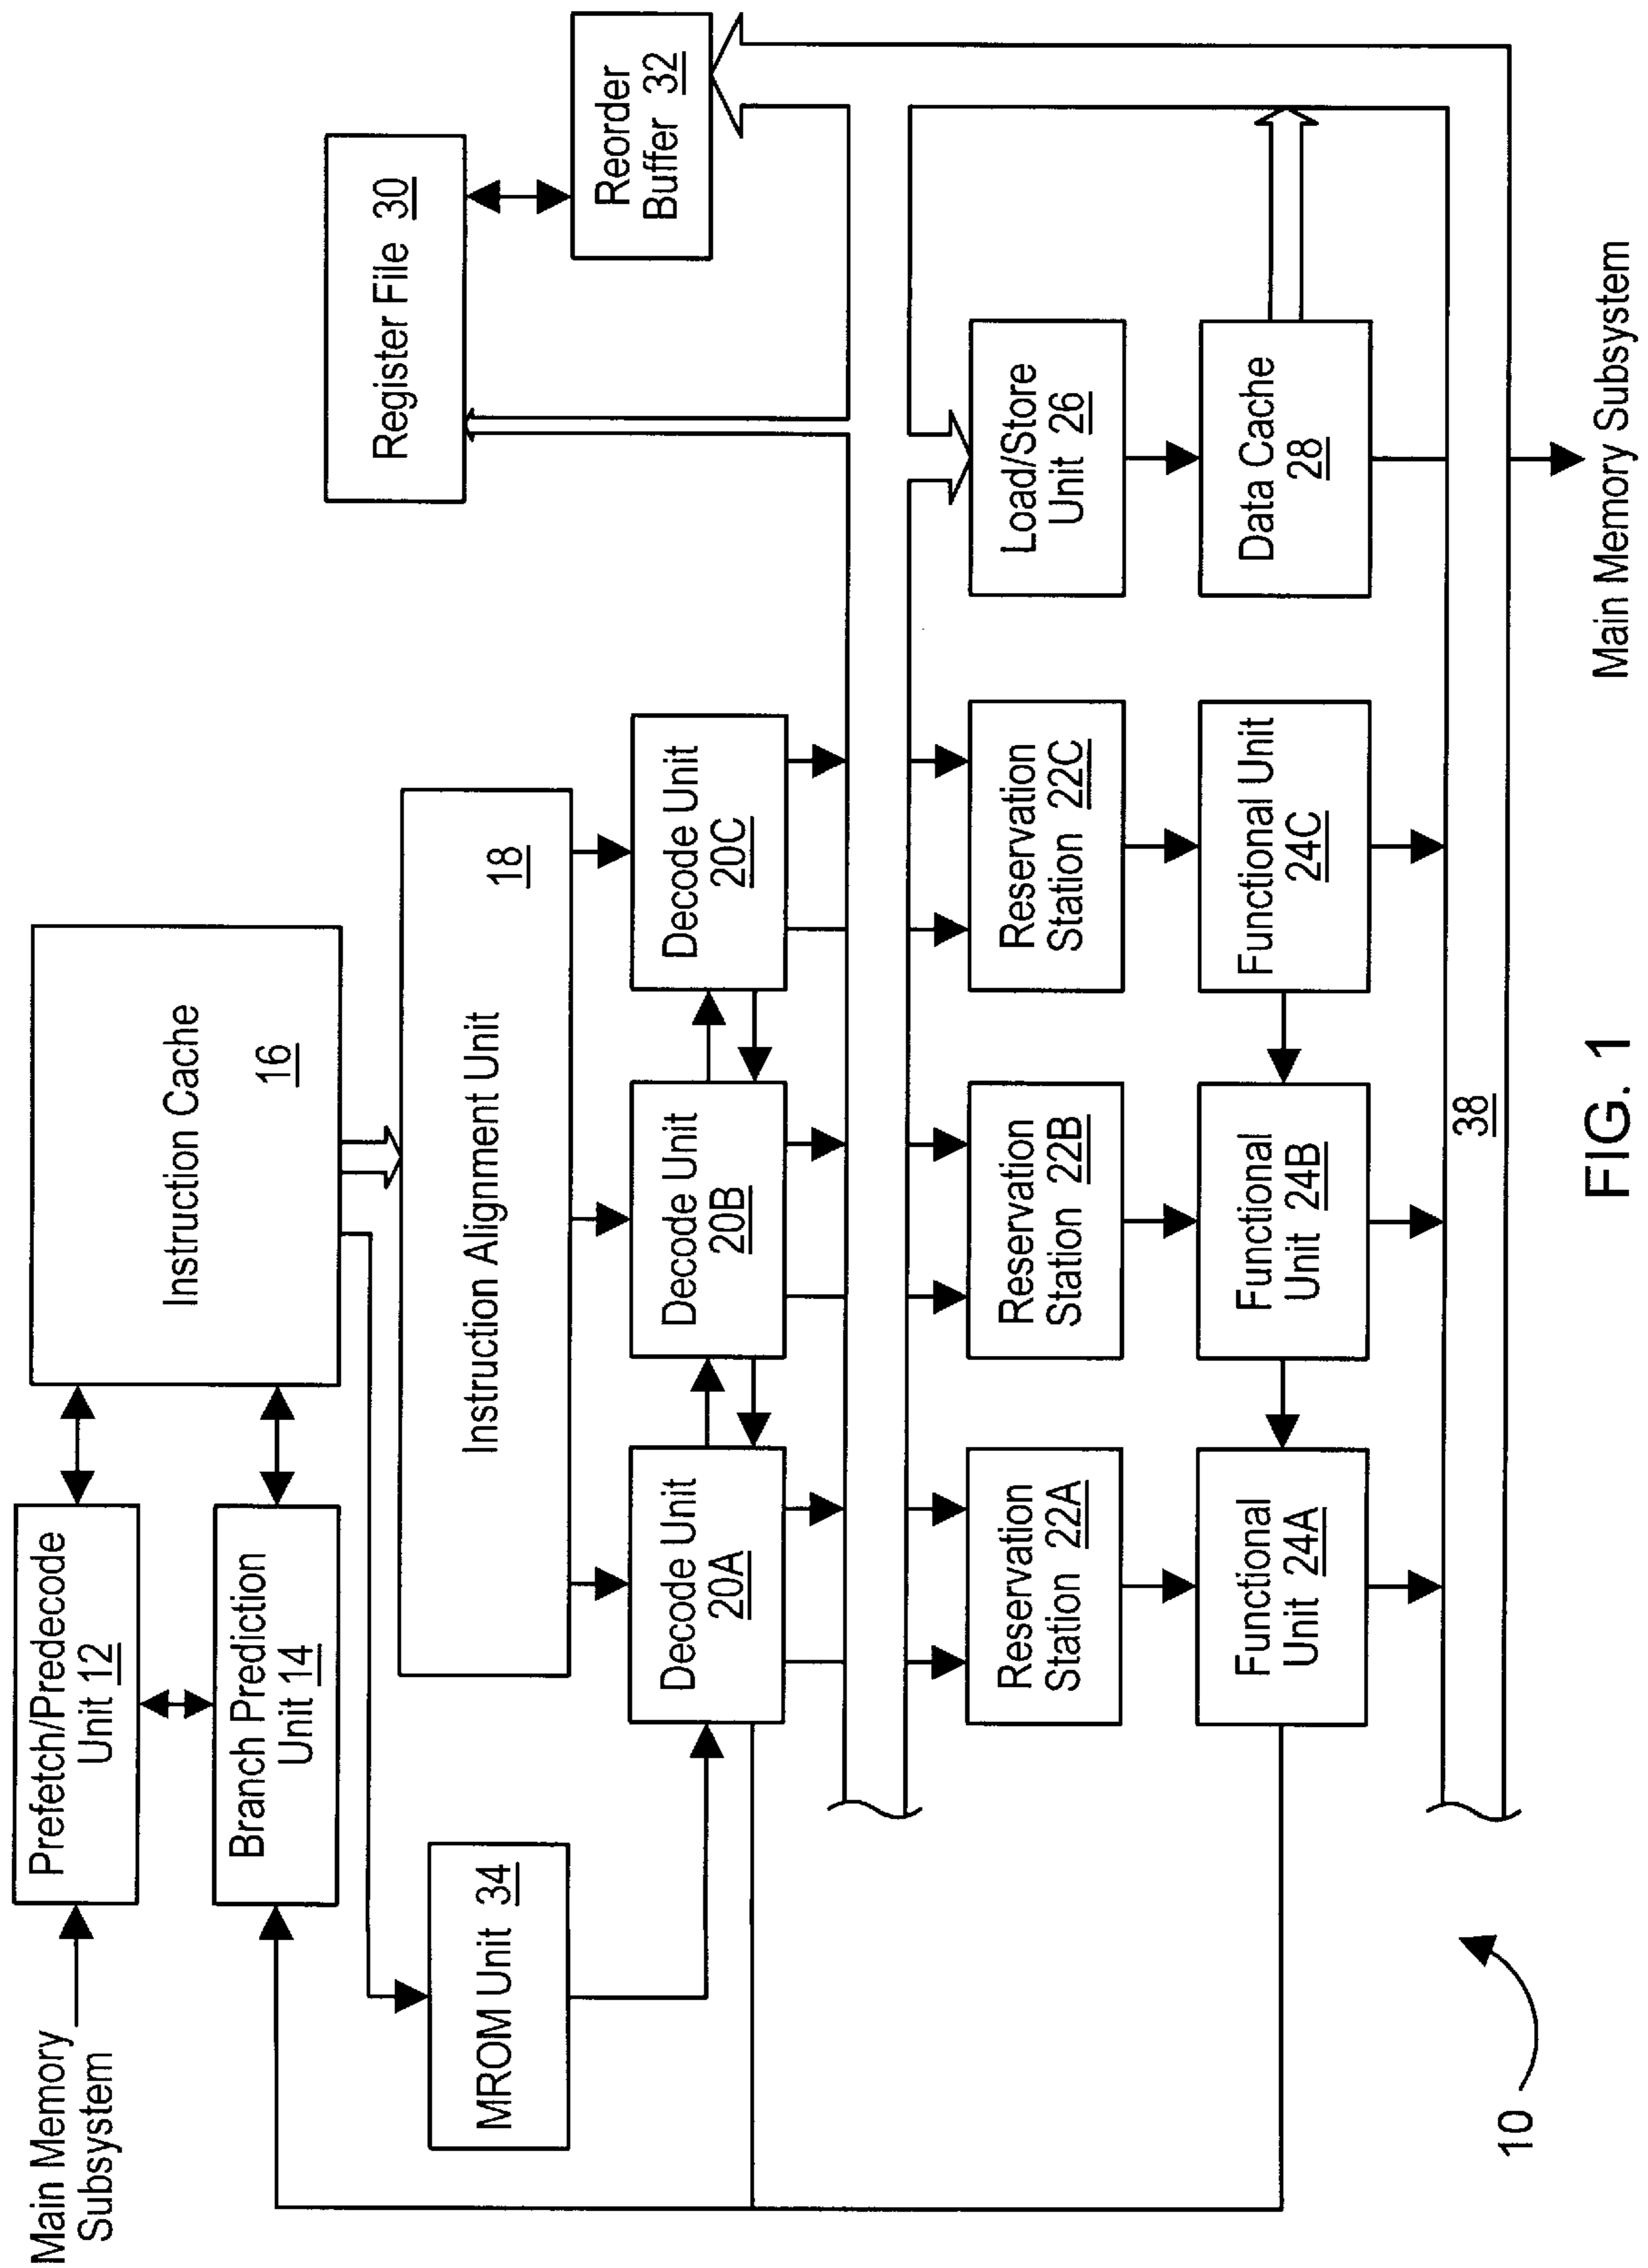 Main Memory
Subsystem
Prefetch/Predecode
Unit 12
Branch Prediction
Unit 14
Instruction Cache
16
Register File 30
Reorder
Buffer 32
MROM Unit 34
Instruction Alignment Unit
18
Decode Unit
20A
Decode Unit
20B
Decode Unit
20C
Reservation
Station 22A
Reservation
Station 22B
Reservation
Station 22C
Load/Store
Unit 26
Functional
Unit 24A
Functional
Unit 24B
Functional Unit
24C
Data Cache
28
38
10
Main Memory Subsystem
FIG. 1